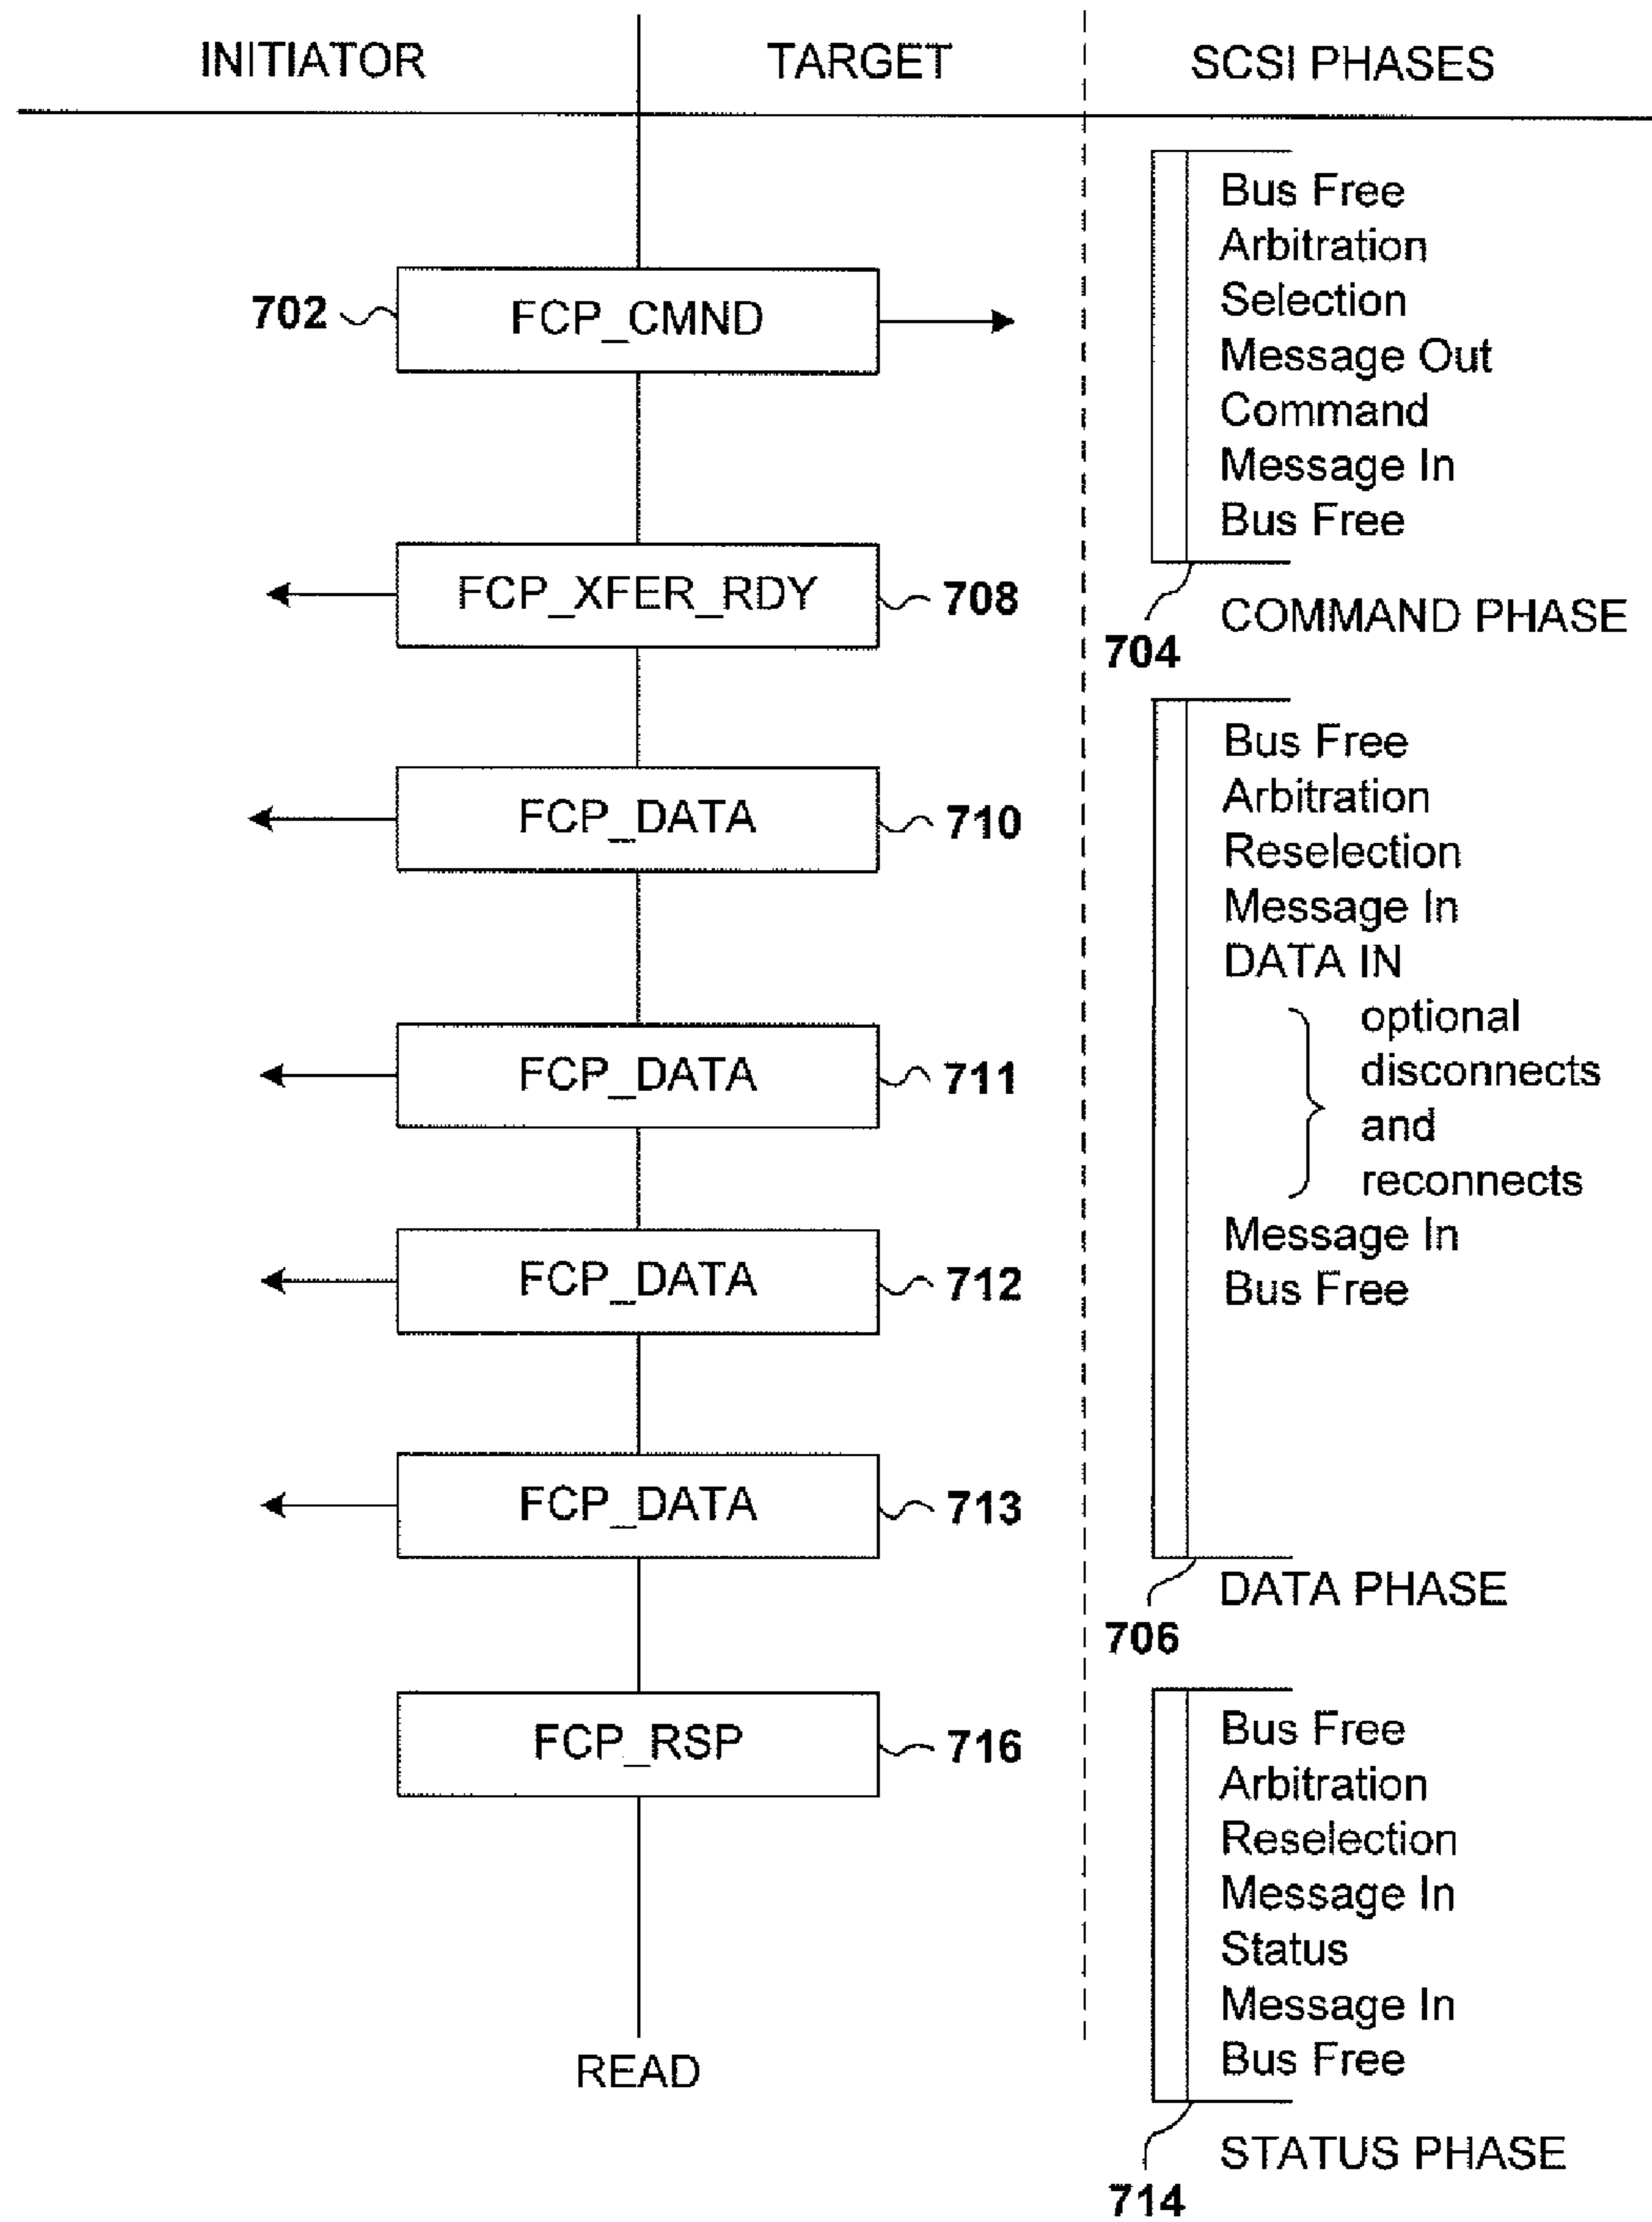 INITIATOR
TARGET
SCSI PHASES
702
FCP_CMND
FCP_XFER_RDY
708
FCP_DATA
710
FCP_DATA
711
FCP_DATA
712
FCP_DATA
713
FCP_RSP
716
READ
Bus Free
Arbitration
Selection
Message Out
Command
Message In
Bus Free
COMMAND PHASE
704
Bus Free
Arbitration
Reselection
Message In
DATA IN
optional
disconnects
and
reconnects
Message In
Bus Free
DATA PHASE
706
Bus Free
Arbitration
Reselection
Message In
Status
Message In
Bus Free
STATUS PHASE
714